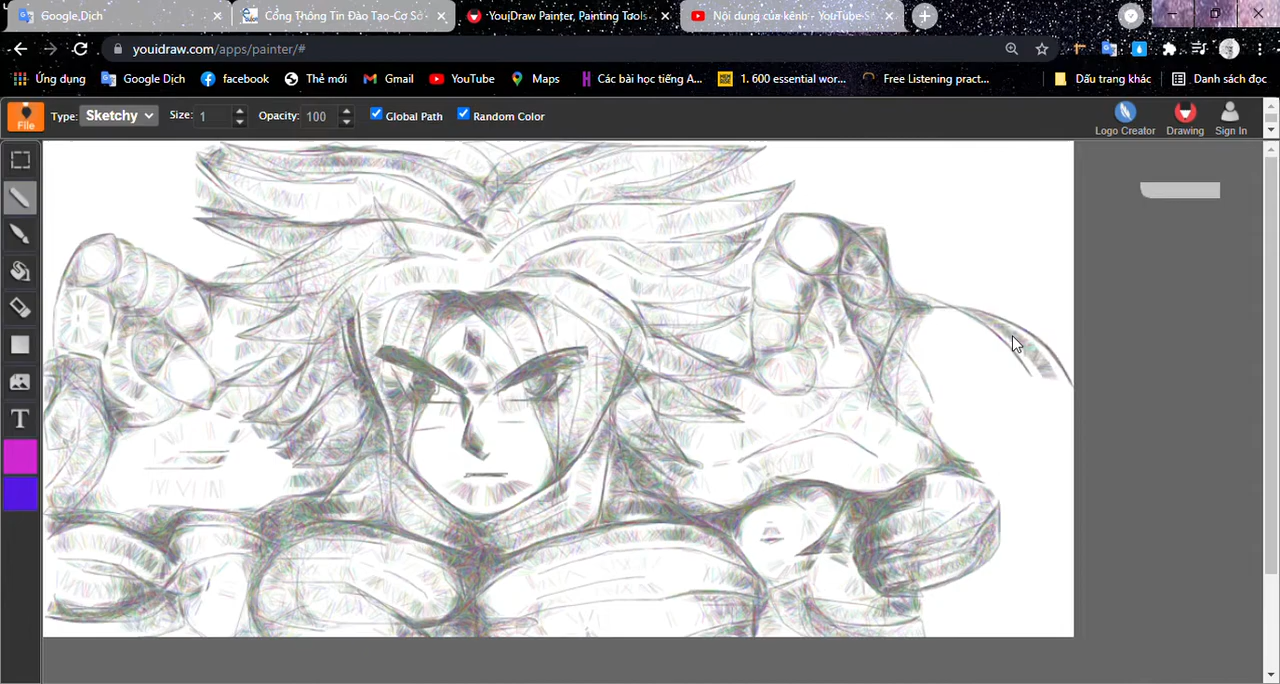 Google Dịch
Cổng Thông Tin Đào Tạo-Cơ Sở
YouiDraw Painter, Painting Tools
Nội dung của kênh - YouTube S
youidraw.com/apps/painter/#
Ứng dụng
Google Dịch
facebook
Thẻ mới
Gmail
YouTube
Maps
Các bài học tiếng A...
1. 600 essential wor...
Free Listening pract...
Dấu trang khác
Danh sách đọc
File
Type:
Sketchy
Size:
1
Opacity:
100
Global Path
Random Color
Logo Creator
Drawing
Sign In
T